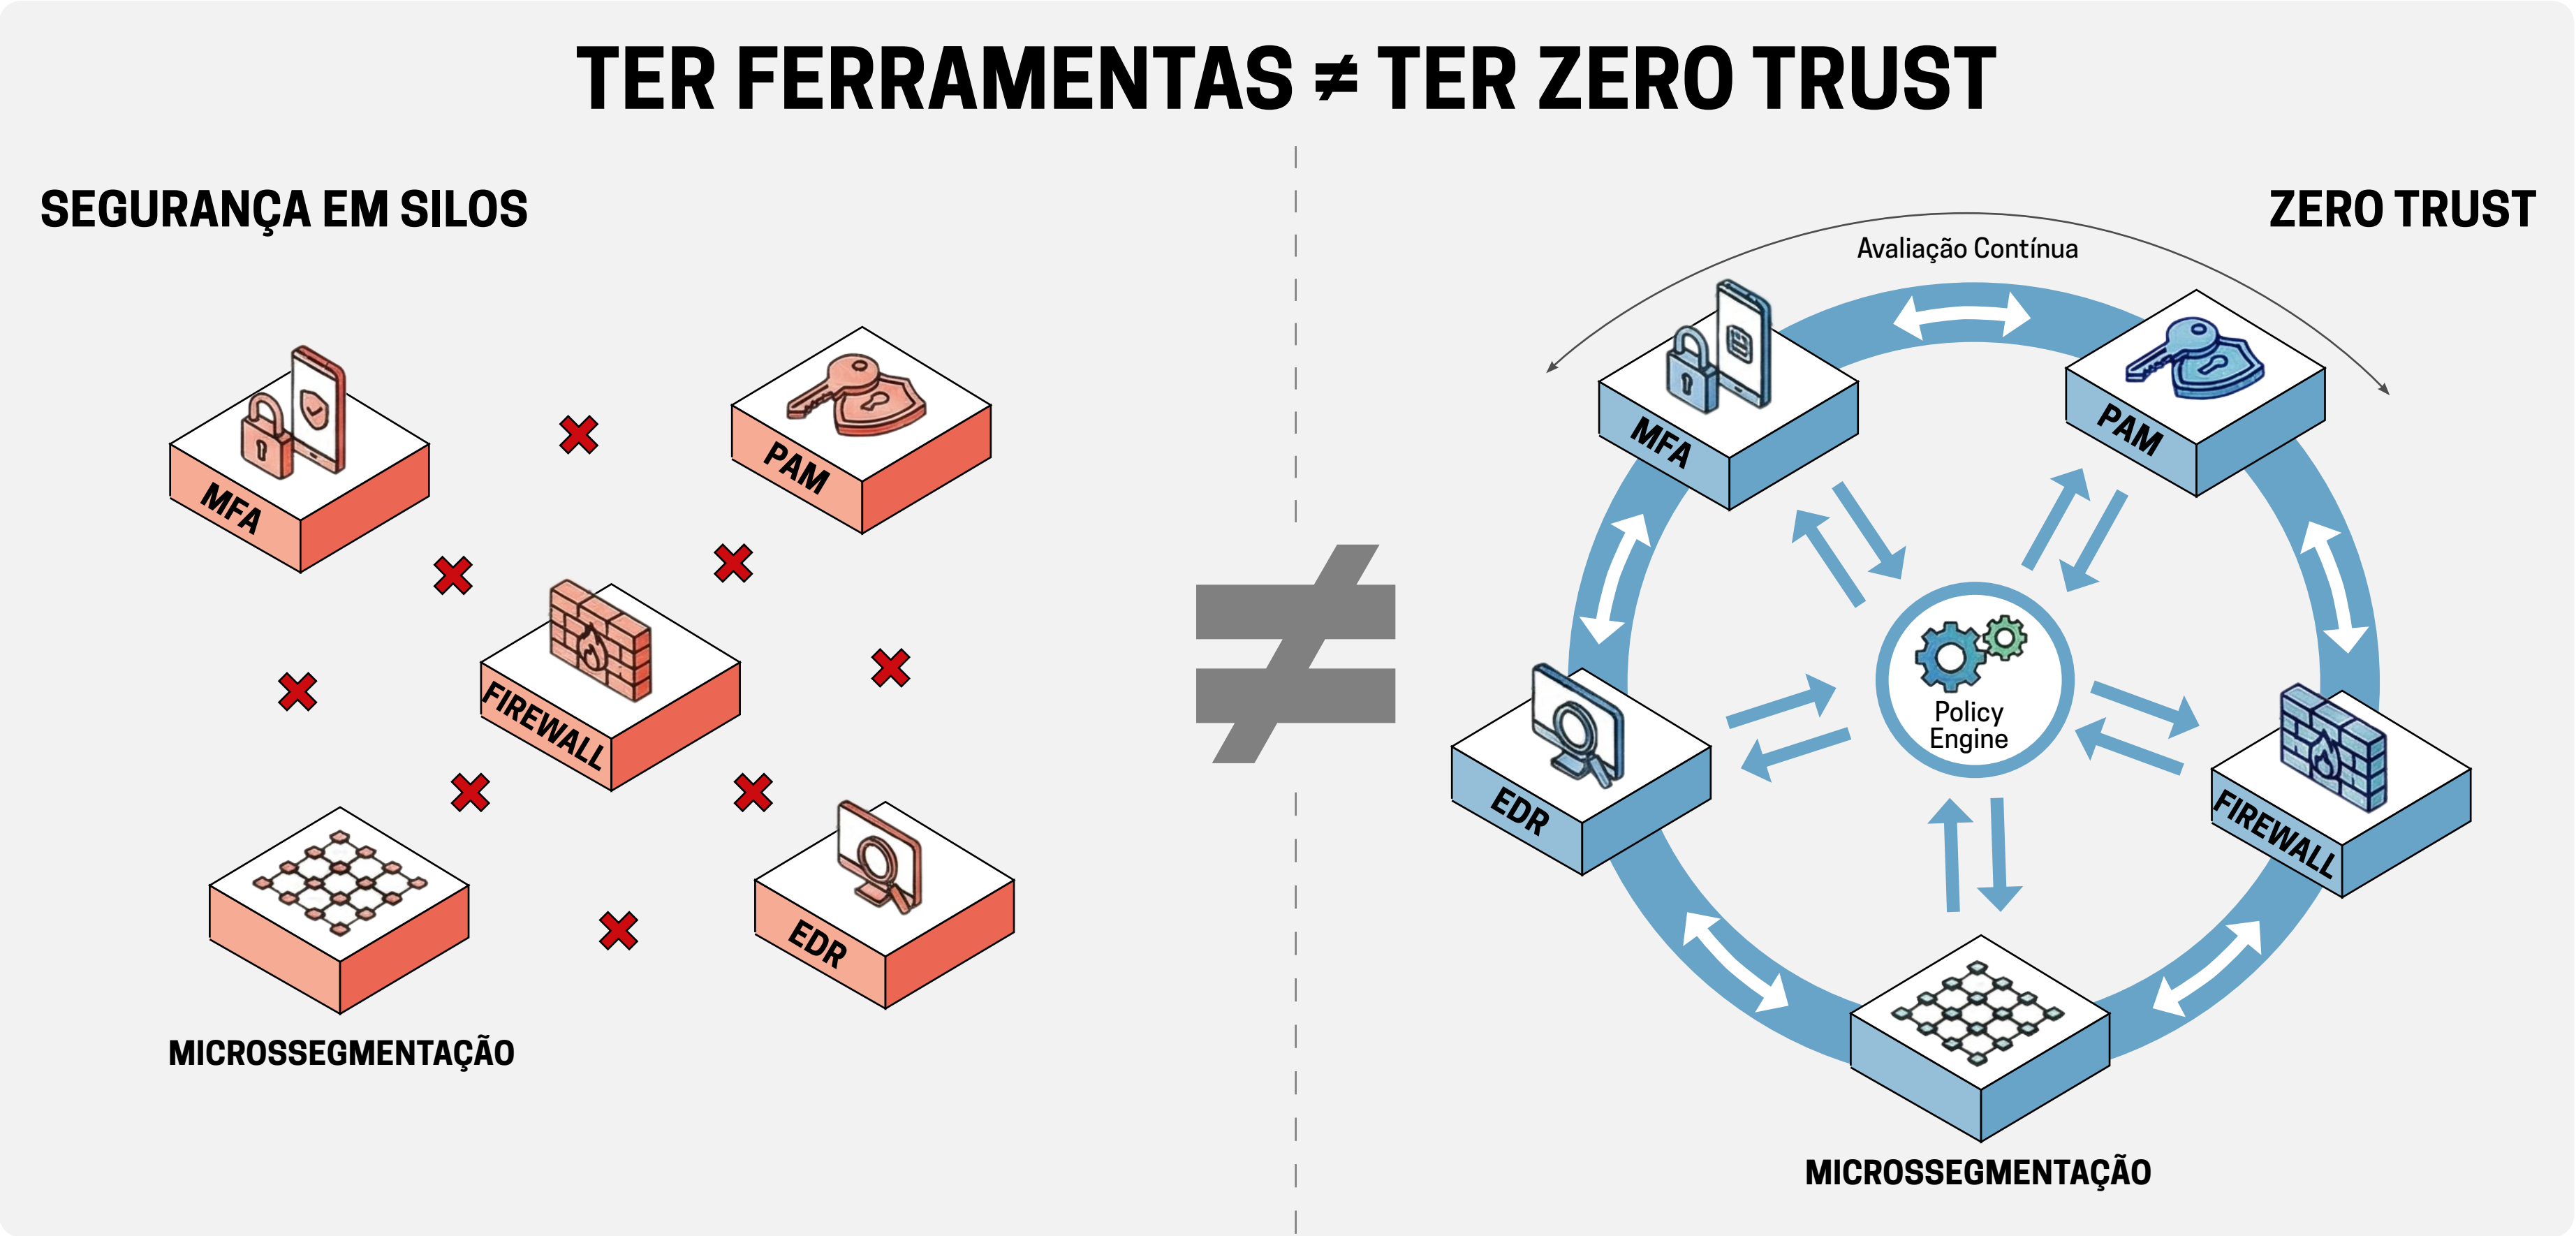 TER FERRAMENTAS ≠ TER ZERO TRUST
SEGURANÇA EM SILOS
MFA
PAM
FIREWALL
EDR
MICROSSEGMENTAÇÃO
≠
ZERO TRUST
Avaliação Contínua
MFA
PAM
Policy
Engine
EDR
FIREWALL
MICROSSEGMENTAÇÃO